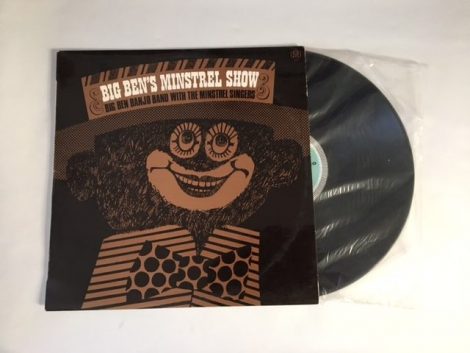 BIG BEN'S MINSTREL SHOW
BIG BEN BANJO BAND WITH THE MINSTREL SINGERS